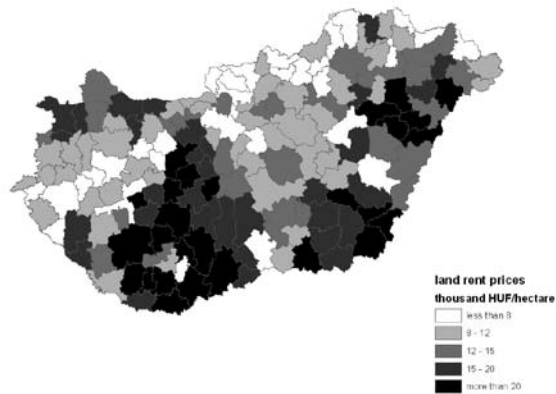 land rent prices
thousand HUF/hectare
less than 8
8 - 12
12 - 15
15 - 20
more than 20